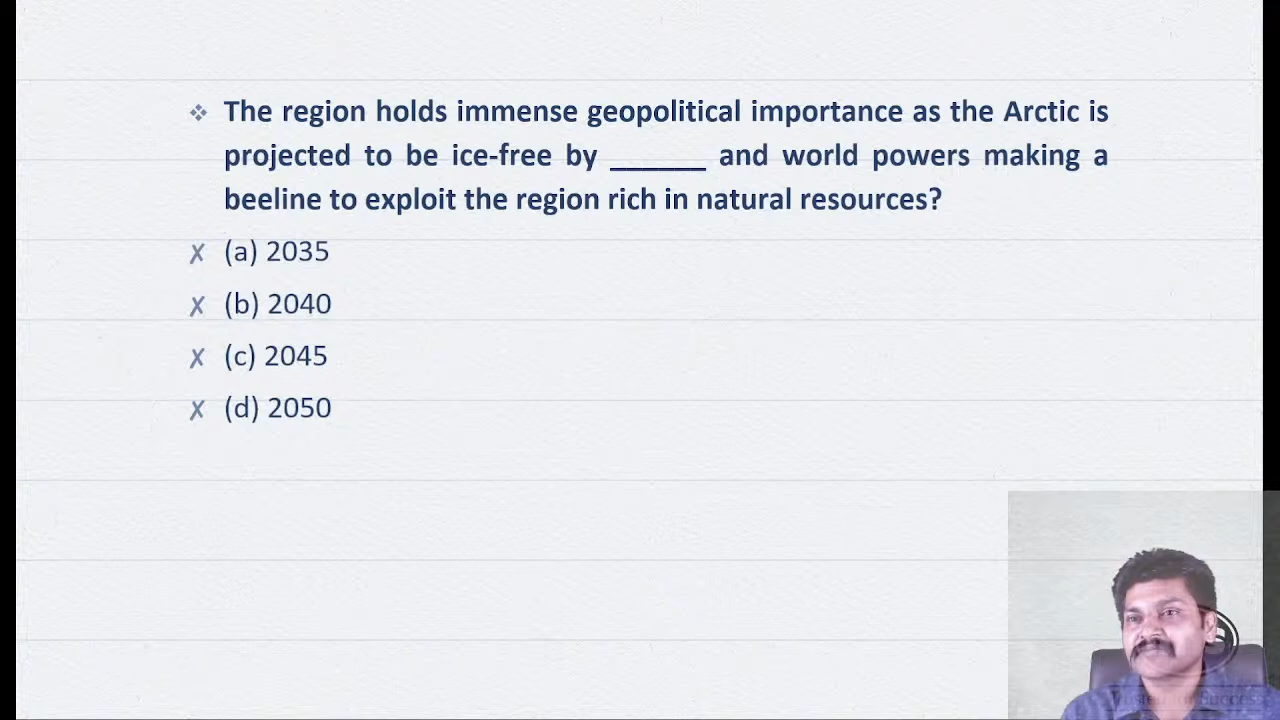 The region holds immense geopolitical importance as the Arctic is
projected to be ice-free by ______ and world powers making a
beeline to exploit the region rich in natural resources?
(a) 2035
(b) 2040
(c) 2045
(d) 2050